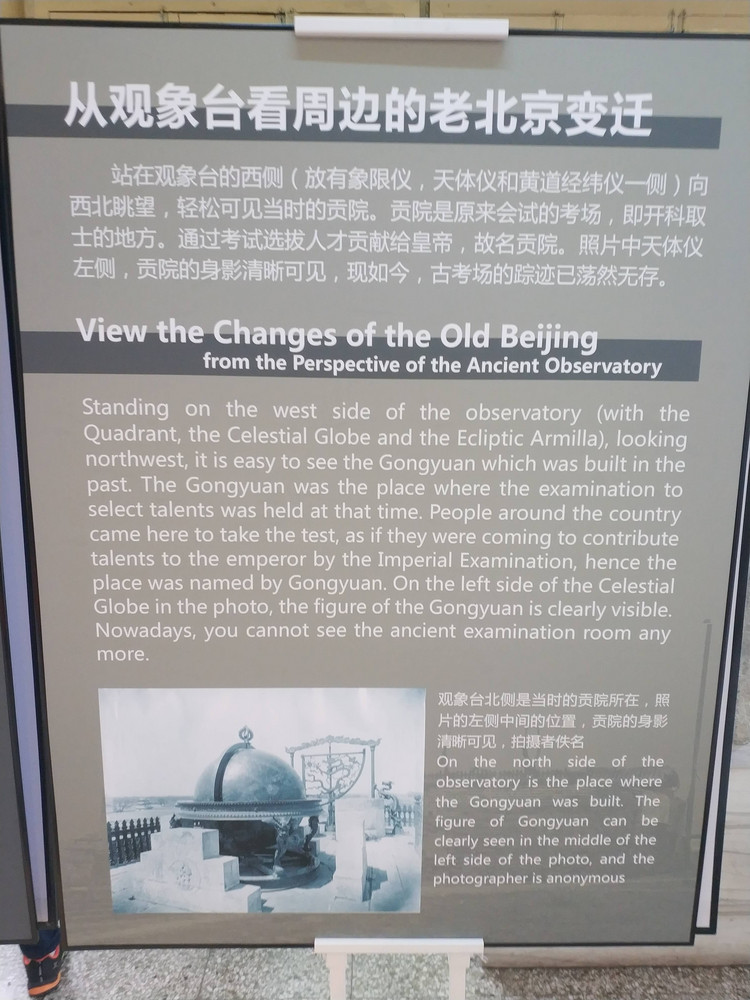 从观象台看周边的老北京变迁
站在观象台的西侧（放有象限仪，天体仪和黄道经纬仪一侧）向
西北眺望，轻松可见当时的贡院。贡院是原来会试的考场，即开科取
士的地方。通过考试选拔人才贡献给皇帝，故名贡院。照片中天体仪
左侧，贡院的身影清晰可见，现如今，古考场的踪迹已荡然无存。
View the Changes of the Old Beijing
from the Perspective of the Ancient Observatory
Standing on the west side of the observatory (with the
Quadrant, the Celestial Globe and the Ecliptic Armilla), looking
northwest, it is easy to see the Gongyuan which was built in the
past. The Gongyuan was the place where the examination to
select talents was held at that time. People around the country
came here to take the test, as if they were coming to contribute
talents to the emperor by the Imperial Examination, hence the
place was named by Gongyuan. On the left side of the Celestial
Globe in the photo, the figure of the Gongyuan is clearly visible.
Nowadays, you cannot see the ancient examination room any
more.
观象台北侧是当时的贡院所在，照
片的左侧中间的位置，贡院的身影
清晰可见，拍摄者佚名
On the north side of the
observatory is the place where
the Gongyuan was built. The
figure of Gongyuan can be
clearly seen in the middle of the
left side of the photo, and the
photographer is anonymous